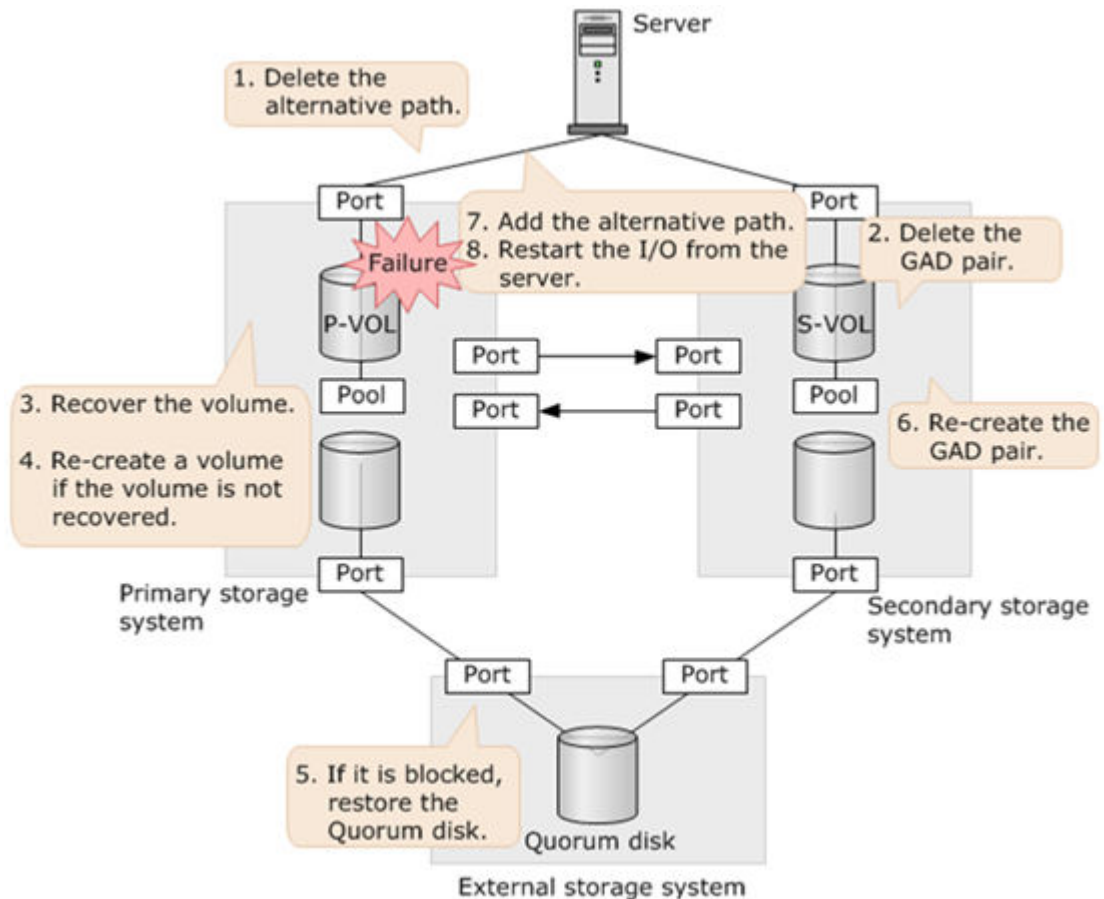 Server
1. Delete the
alternative path.
Port
Port
7. Add the alternative path.
8. Restart the I/O from the
server.
2. Delete the
GAD pair.
Failure
P-VOL
S-VOL
Port
Port
Pool
Pool
3. Recover the volume.
Port
Port
6. Re-create the
GAD pair.
4. Re-create a volume
if the volume is not
recovered.
Port
Port
Primary storage
system
Secondary storage
system
Port
Port
5. If it is blocked,
restore the
Quorum disk.
Quorum disk
External storage system